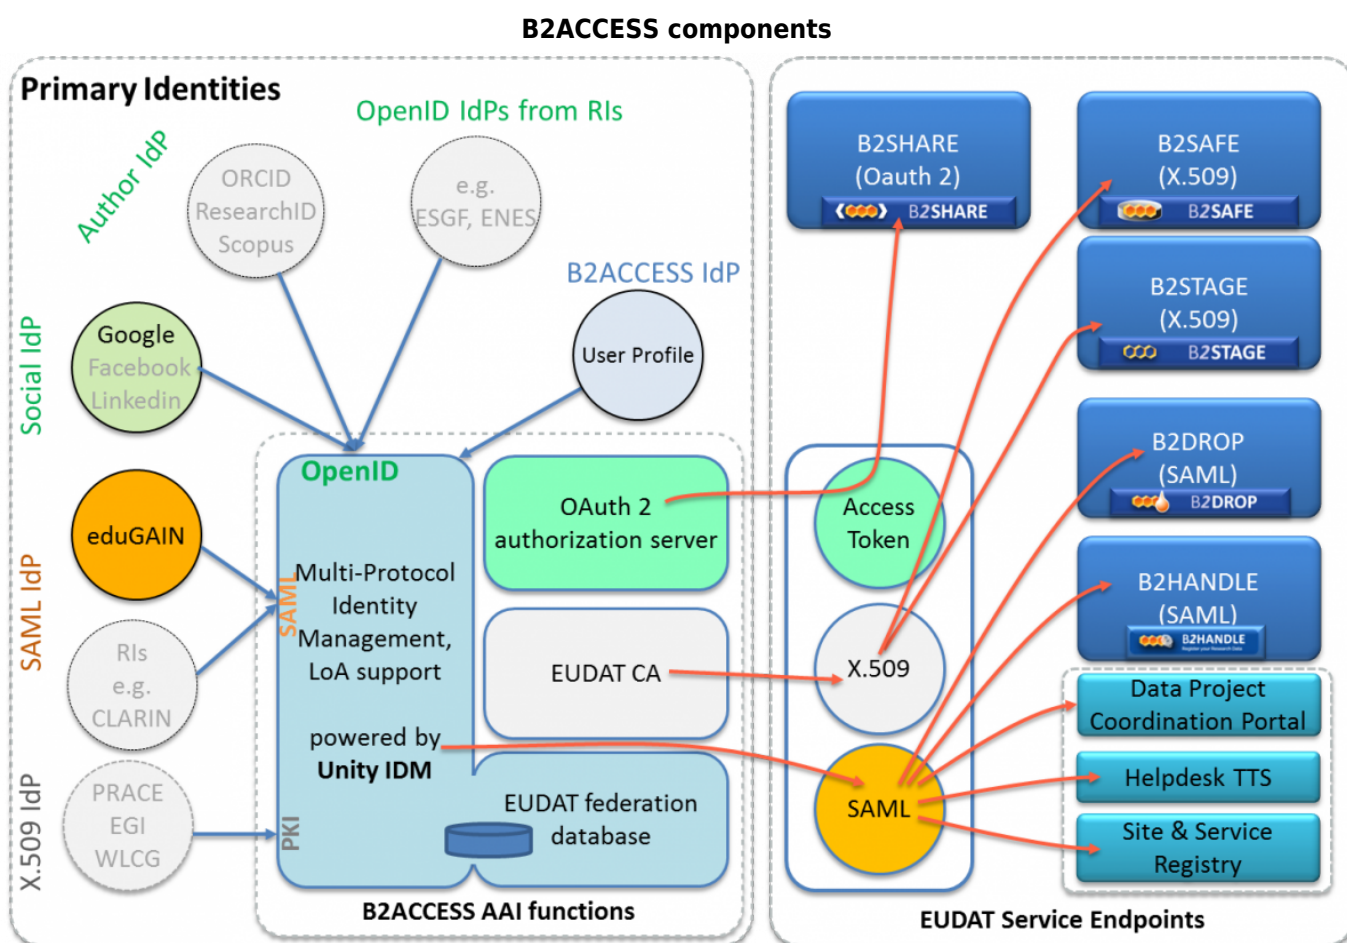 B2ACCESS components
Primary Identities
Author IdP
ORCID
ResearchID
Scopus
OpenID IdPs from RIs
e.g.
ESGF, ENES
B2ACCESS IdP
User Profile
Social IdP
Google
Facebook
Linkedin
SAML IdP
eduGAIN
RIs
e.g.
CLARIN
X.509 IdP
PRACE
EGI
WLCG
OpenID
SAML
PKI
Multi-Protocol
Identity
Management,
LoA support
powered by
Unity IDM
OAuth 2
authorization server
EUDAT CA
EUDAT federation
database
B2ACCESS AAI functions
Access
Token
X.509
SAML
B2SHARE
(Oauth 2)
B2SHARE
B2SAFE
(X.509)
B2SAFE
B2STAGE
(X.509)
B2STAGE
B2DROP
(SAML)
B2DROP
B2HANDLE
(SAML)
B2HANDLE
Register your Research Data
Data Project
Coordination Portal
Helpdesk TTS
Site & Service
Registry
EUDAT Service Endpoints